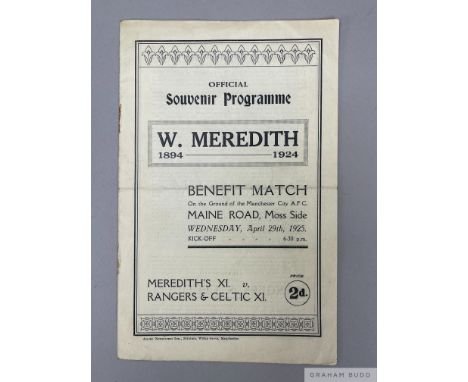 OFFICIAL
Souvenir Programme
W. MEREDITH
1894 1924
BENEFIT MATCH
On the Ground of the Manchester City A.F.C.
MAINE ROAD, Moss Side
WEDNESDAY, April 29th, 1925.
KICK-OFF - - - - 6-30 p.m.
MEREDITH'S XI. v.
RANGERS & CELTIC XI.
PRICE
2d.
Manchester
GRAHAM BUDD